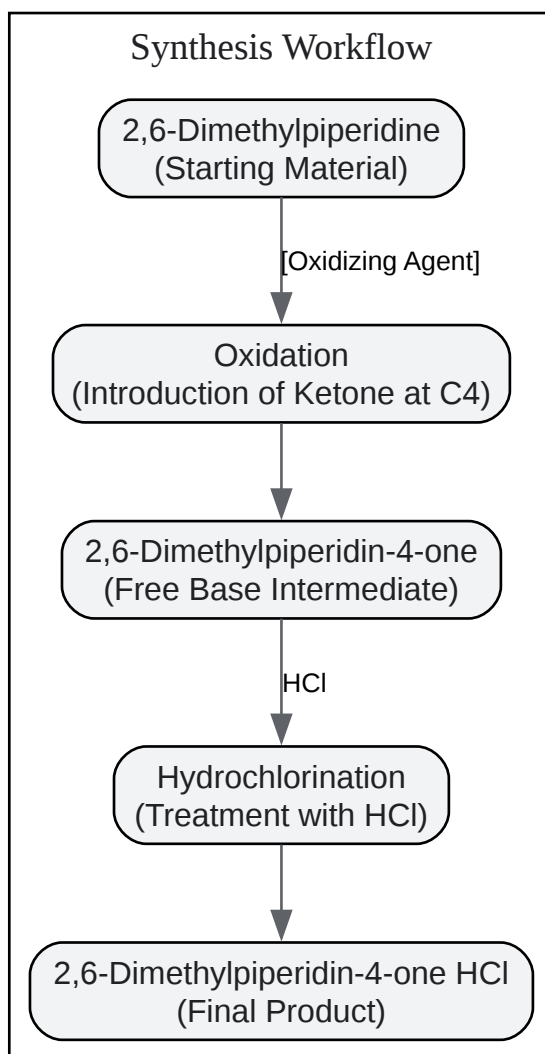 Synthesis Workflow
2,6-Dimethylpiperidine
(Starting Material)
[Oxidizing Agent]
Oxidation
(Introduction of Ketone at C4)
2,6-Dimethylpiperidin-4-one
(Free Base Intermediate)
HCl
Hydrochlorination
(Treatment with HCl)
2,6-Dimethylpiperidin-4-one HCl
(Final Product)